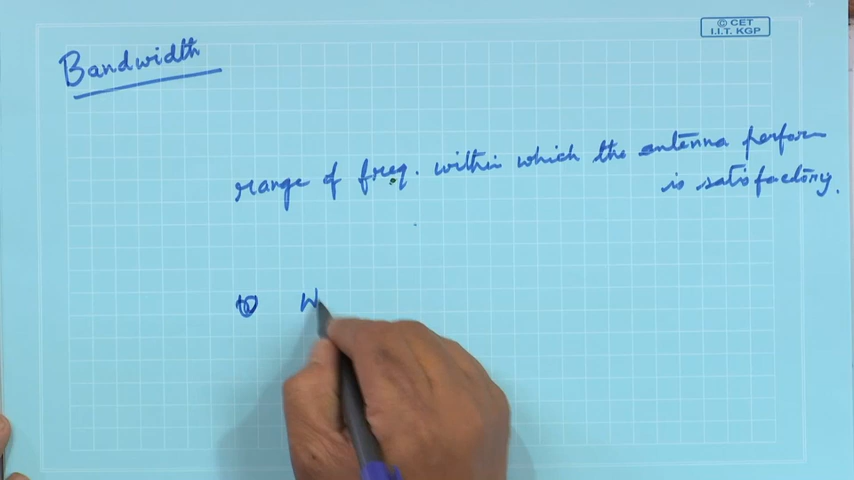 © CET
I.I.T. KGP
Bandwidth
range of freq. within which the antenna perform
is satisfactory.
W